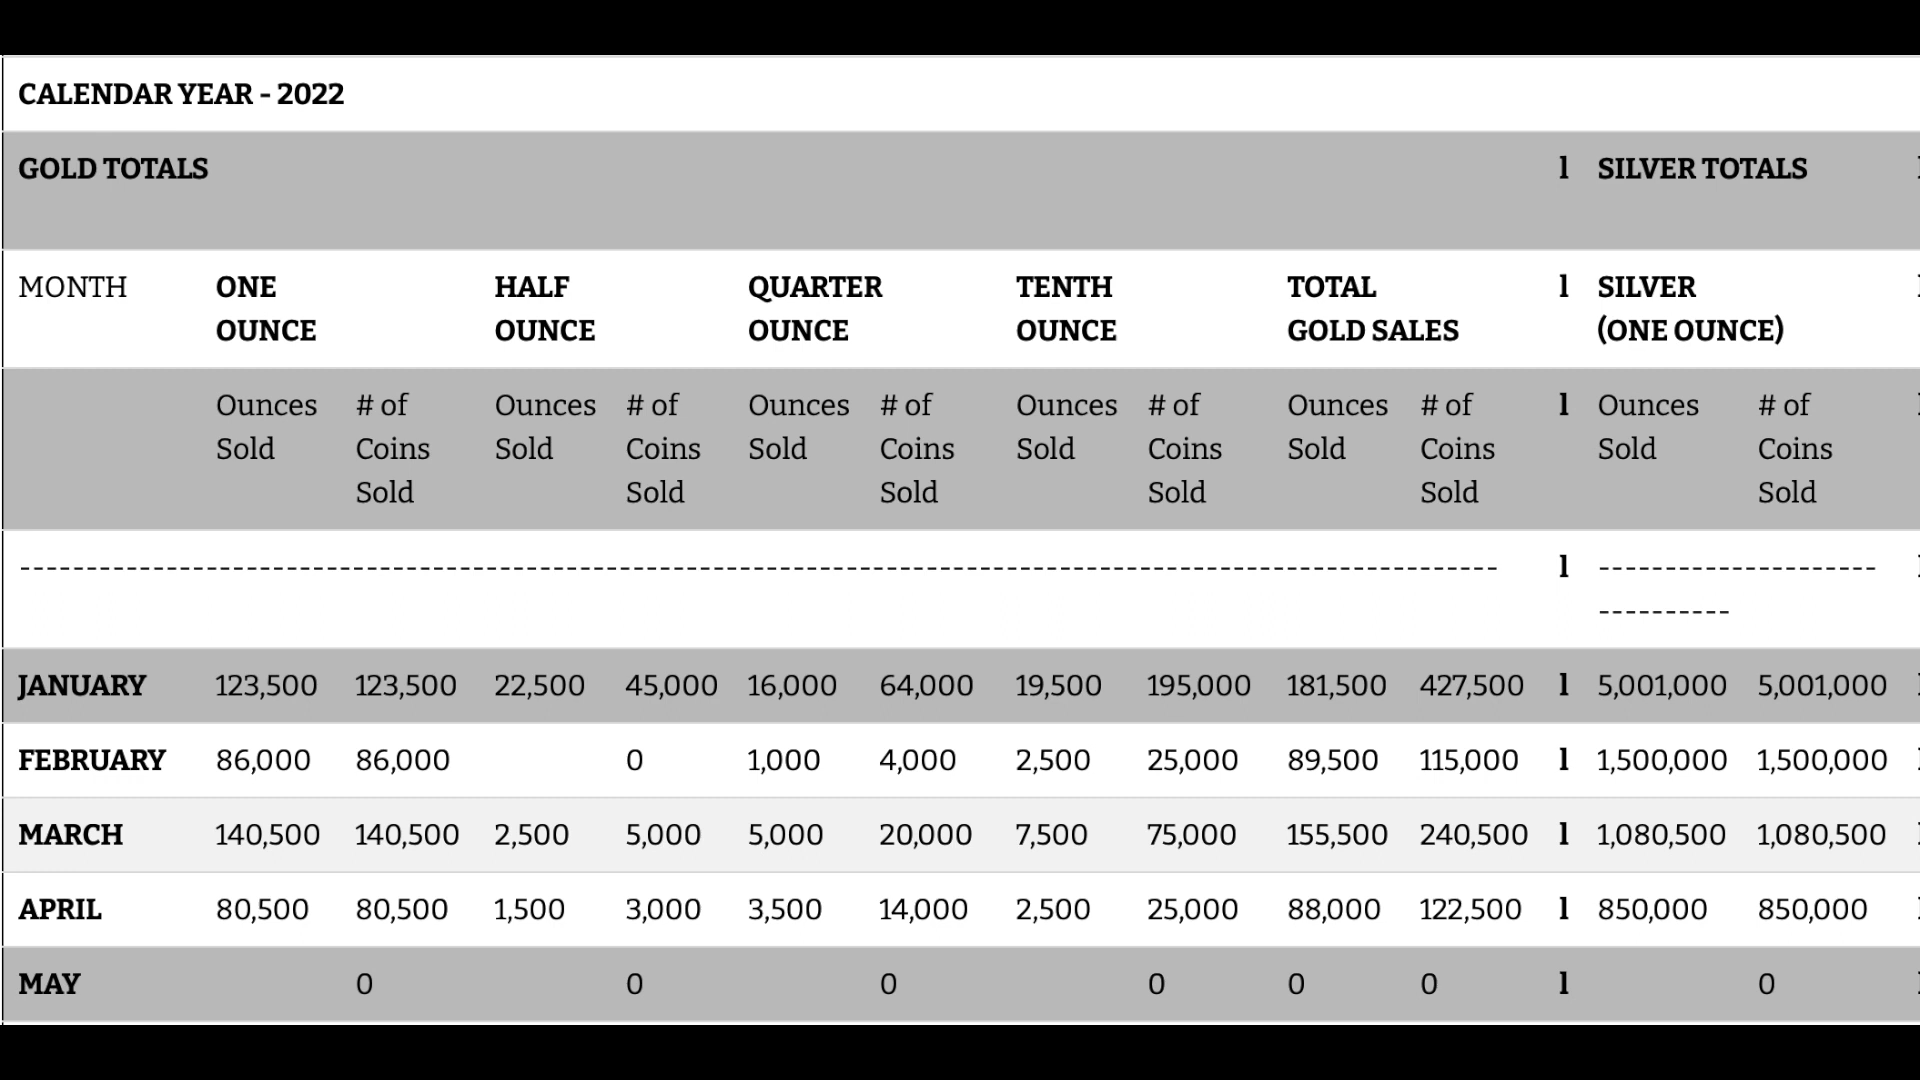 CALENDAR YEAR - 2022
GOLD TOTALS l SILVER TOTALS
MONTH ONE OUNCE HALF OUNCE QUARTER OUNCE TENTH OUNCE TOTAL GOLD SALES l SILVER (ONE OUNCE)
Ounces Sold # of Coins Sold Ounces Sold # of Coins Sold Ounces Sold # of Coins Sold Ounces Sold # of Coins Sold Ounces Sold # of Coins Sold l Ounces Sold # of Coins Sold
--------------------------------------------------------------------------------------------------------------- l ---------------------
----------
JANUARY 123,500 123,500 22,500 45,000 16,000 64,000 19,500 195,000 181,500 427,500 l 5,001,000 5,001,000
FEBRUARY 86,000 86,000 0 1,000 4,000 2,500 25,000 89,500 115,000 l 1,500,000 1,500,000
MARCH 140,500 140,500 2,500 5,000 5,000 20,000 7,500 75,000 155,500 240,500 l 1,080,500 1,080,500
APRIL 80,500 80,500 1,500 3,000 3,500 14,000 2,500 25,000 88,000 122,500 l 850,000 850,000
MAY 0 0 0 0 0 0 l 0